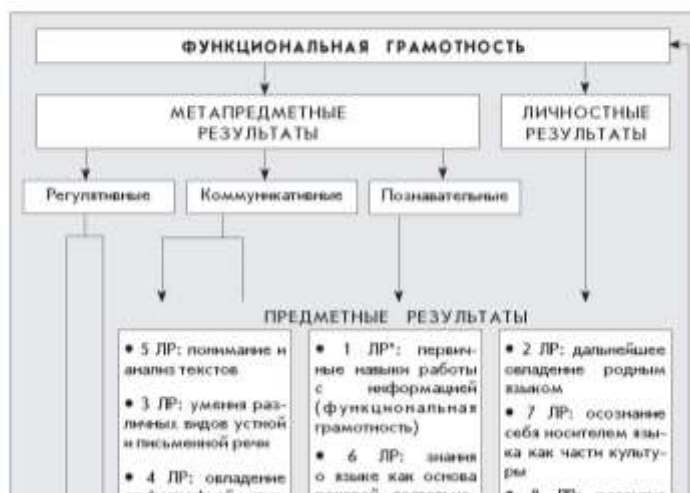 ФУНКЦИОНАЛЬНАЯ ГРАМОТНОСТЬ
МЕТАПРЕДМЕТНЫЕ
РЕЗУЛЬТАТЫ
ЛИЧНОСТНЫЕ
РЕЗУЛЬТАТЫ
Регулятивные
Коммуникативные
Познавательные
ПРЕДМЕТНЫЕ РЕЗУЛЬТАТЫ
• 5 ЛР: понимание и
анализ текстов
• 3 ЛР: умения раз-
личных видов устной
и письменной речи
• 4 ЛР: овладение
• 1 ЛР*: первич-
ные навыки работы
с информацией
(функциональная
грамотность)
• 6 ЛР: знания
о языке как основа
• 2 ЛР: дальнейшее
овладение родным
языком
• 7 ЛР: осознание
себя носителем язы-
ка как части культу-
ры